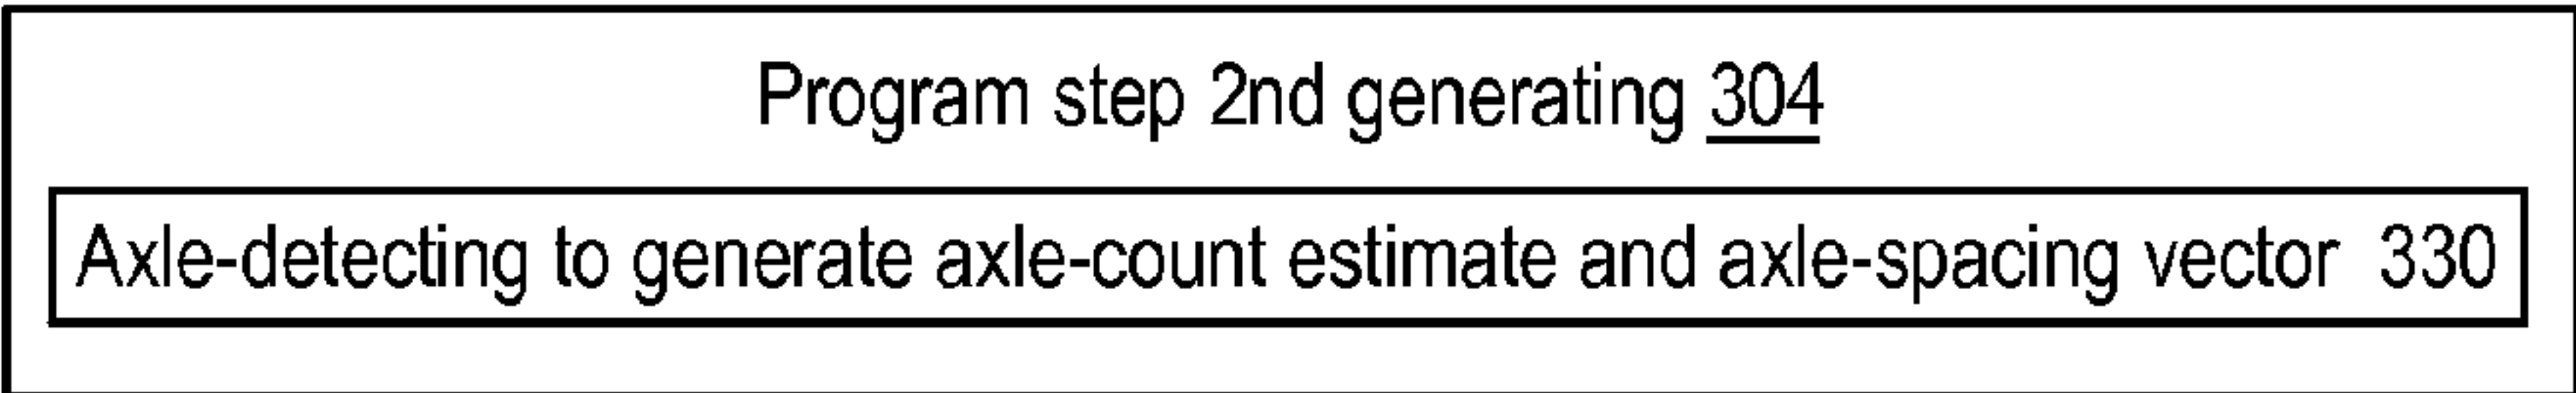 Program step 2nd generating 304
Axle-detecting to generate axle-count estimate and axle-spacing vector 330